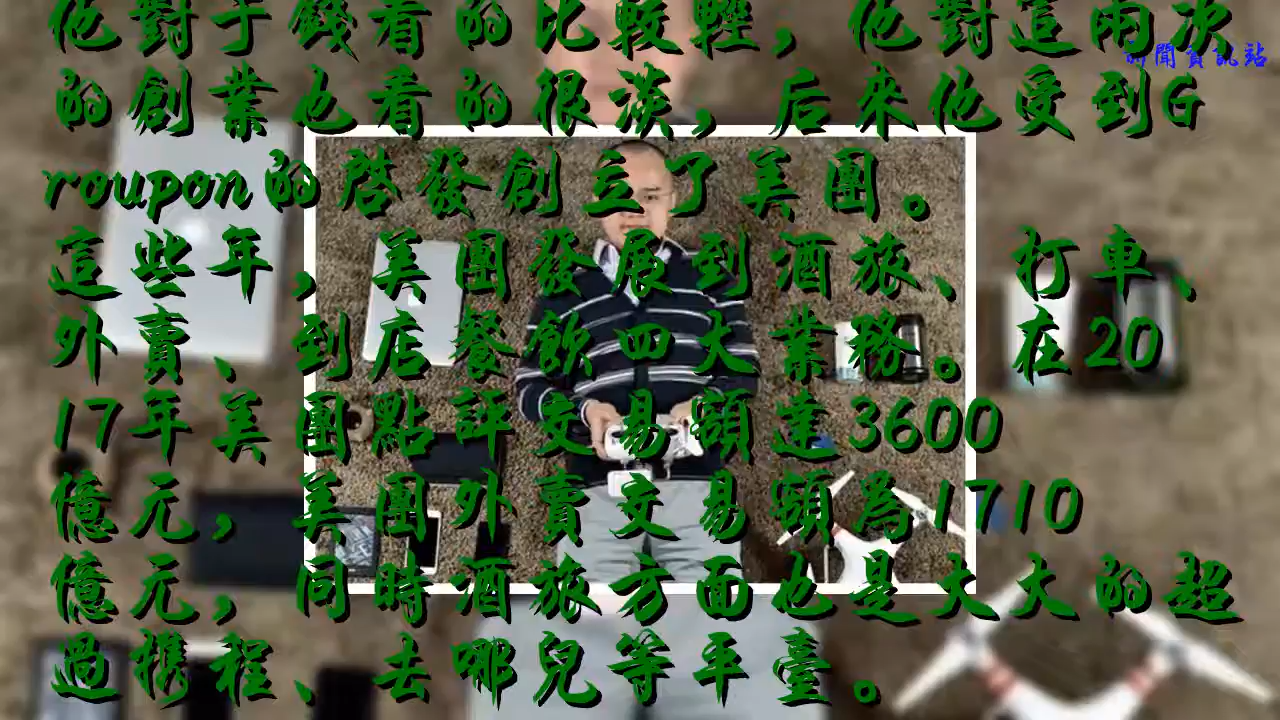 他對于錢看的比較輕，他對這兩次
的創業也看的很淡，后來他受到G
roupon的啓發創立了美團。
這些年，美團發展到酒旅、打車、
外賣、到店餐飲四大業務。在20
17年美團點評交易額達3600
億元，美團外賣交易額爲1710
億元，同時酒旅方面也是大大的超
過携程、去哪兒等平臺。
新聞資訊站